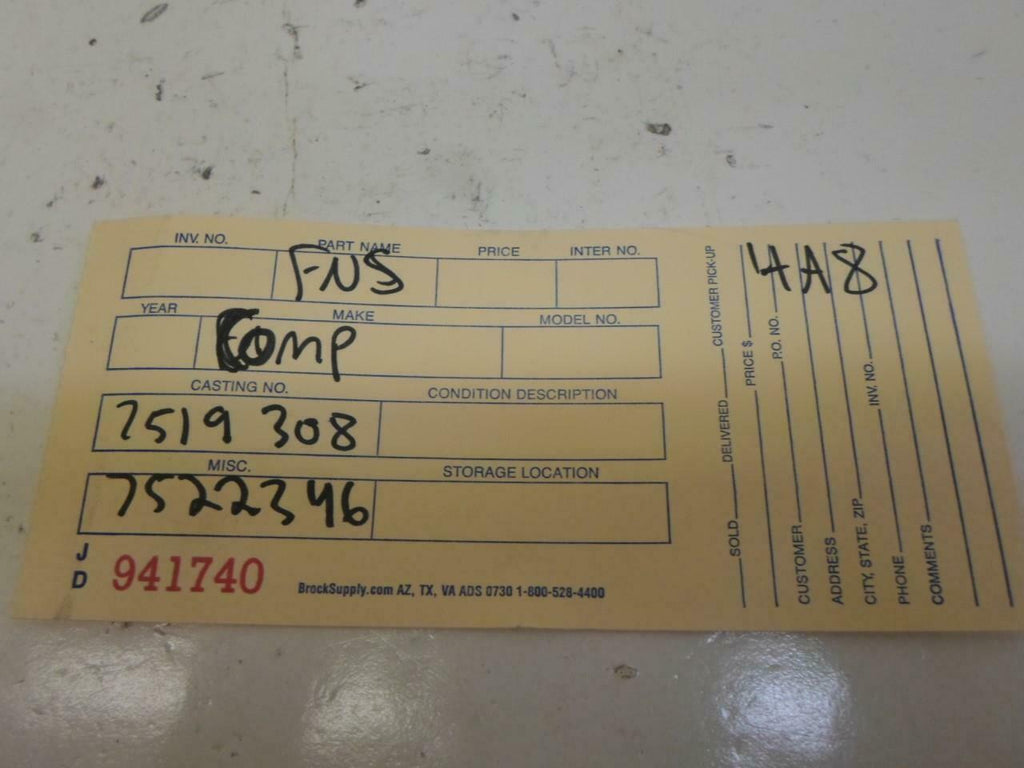 INV. NO. PART NAME PRICE INTER NO.
FNS
YEAR MAKE MODEL NO.
Comp
CASTING NO. CONDITION DESCRIPTION
7519 308
MISC. STORAGE LOCATION
7522346
J D 941740 BrockSupply.com AZ, TX, VA ADS 0730 1-800-528-4400
SOLD DELIVERED CUSTOMER PICK-UP
PRICE $
P.O. NO.
4A8
CUSTOMER
ADDRESS
CITY, STATE, ZIP INV. NO.
PHONE
COMMENTS